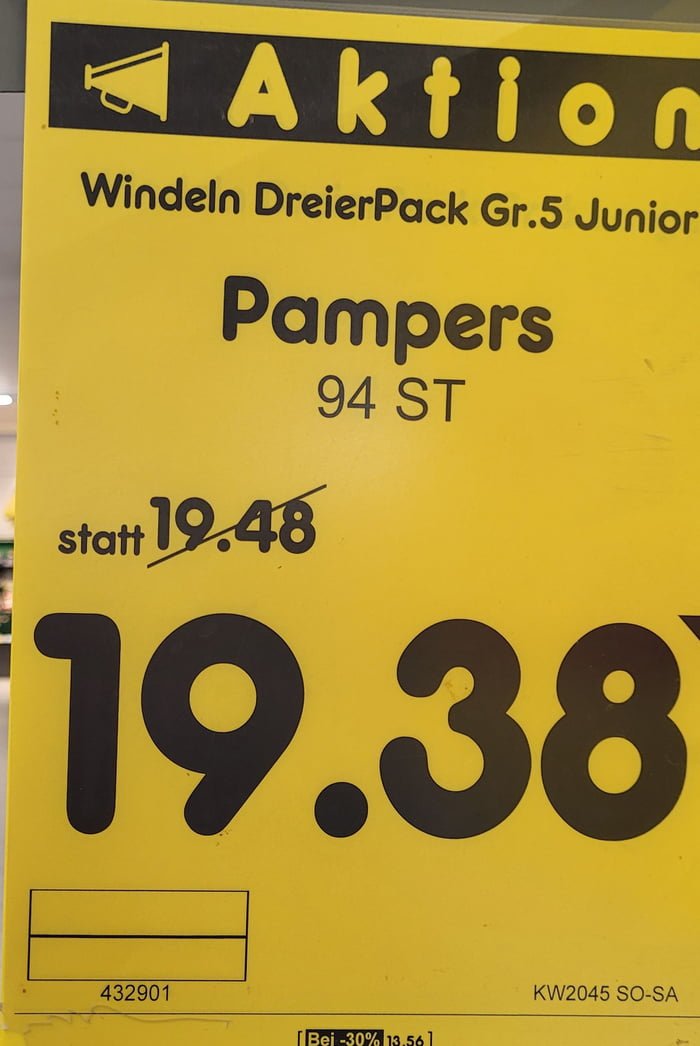 Aktion
Windeln DreierPack Gr.5 Junior
Pampers
94 ST
statt 19.48
19.38
432901
KW2045 SO-SA
[Bei -30% 13.56]